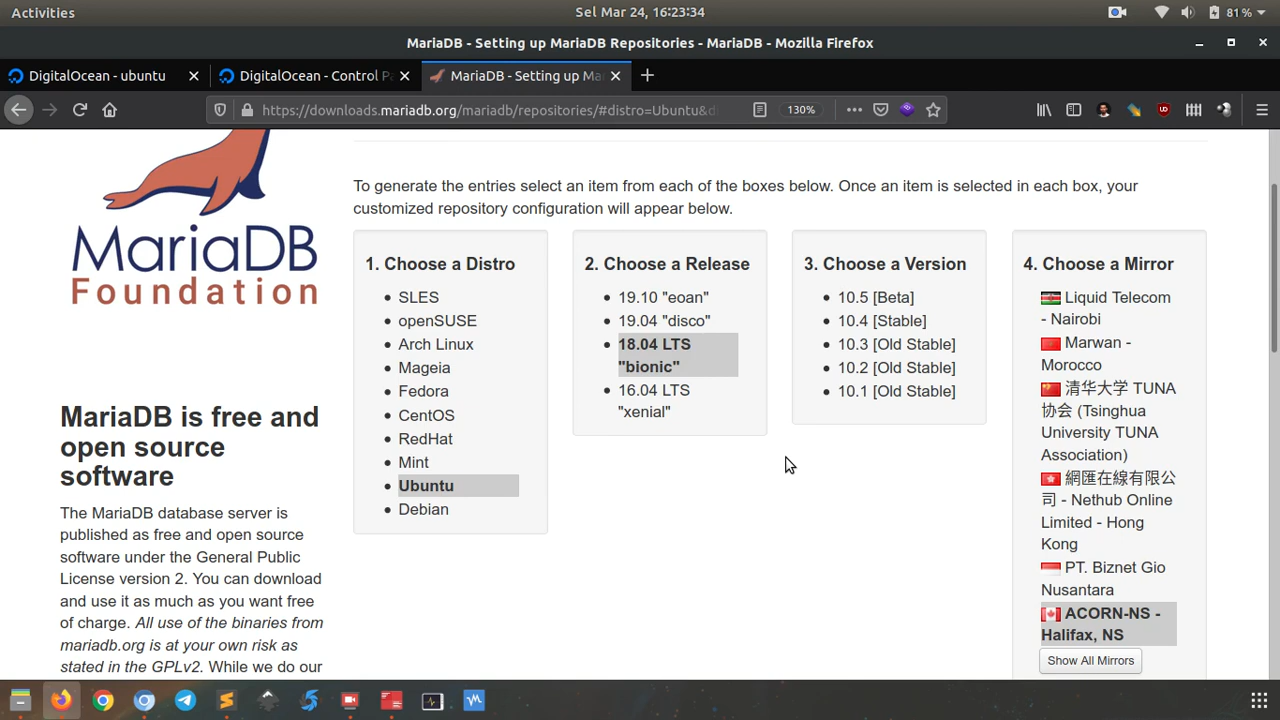 Activities
Sel Mar 24, 16:23:34
81%
MariaDB - Setting up MariaDB Repositories - MariaDB - Mozilla Firefox
DigitalOcean - ubuntu
DigitalOcean - Control Pa
MariaDB - Setting up Mar
https://downloads.mariadb.org/mariadb/repositories/#distro=Ubuntu&d
130%
MariaDB
Foundation
MariaDB is free and
open source
software
The MariaDB database server is
published as free and open source
software under the General Public
License version 2. You can download
and use it as much as you want free
of charge. All use of the binaries from
mariadb.org is at your own risk as
stated in the GPLv2. While we do our
To generate the entries select an item from each of the boxes below. Once an item is selected in each box, your
customized repository configuration will appear below.
1. Choose a Distro
SLES
openSUSE
Arch Linux
Mageia
Fedora
CentOS
RedHat
Mint
Ubuntu
Debian
2. Choose a Release
19.10 "eoan"
19.04 "disco"
18.04 LTS
"bionic"
16.04 LTS
"xenial"
3. Choose a Version
10.5 [Beta]
10.4 [Stable]
10.3 [Old Stable]
10.2 [Old Stable]
10.1 [Old Stable]
4. Choose a Mirror
Liquid Telecom
- Nairobi
Marwan -
Morocco
清华大学 TUNA
协会 (Tsinghua
University TUNA
Association)
網匯在線有限公
司 - Nethub Online
Limited - Hong
Kong
PT. Biznet Gio
Nusantara
ACORN-NS -
Halifax, NS
Show All Mirrors